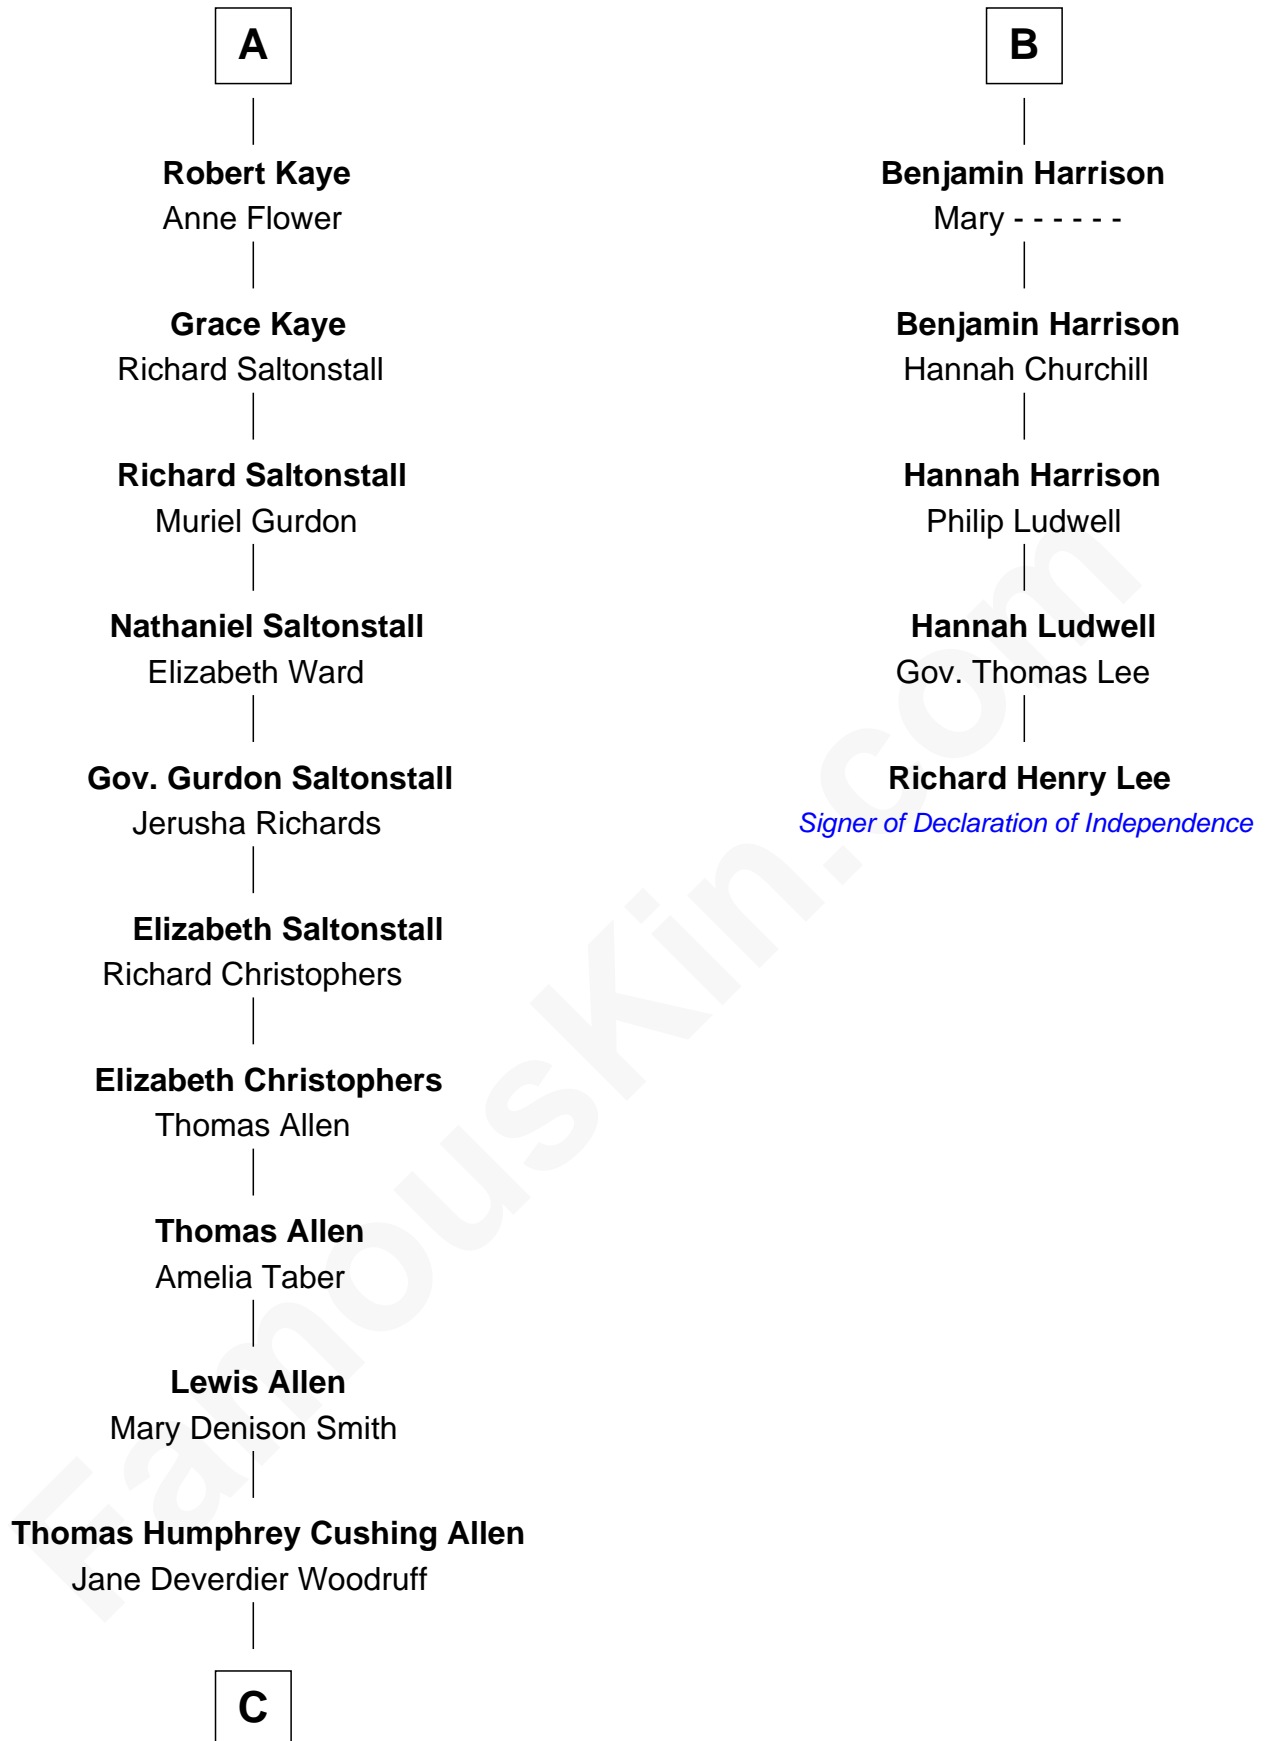 A
Robert Kaye
Anne Flower
Grace Kaye
Richard Saltonstall
Richard Saltonstall
Muriel Gurdon
Nathaniel Saltonstall
Elizabeth Ward
Gov. Gurdon Saltonstall
Jerusha Richards
Elizabeth Saltonstall
Richard Christophers
Elizabeth Christophers
Thomas Allen
Thomas Allen
Amelia Taber
Lewis Allen
Mary Denison Smith
Thomas Humphrey Cushing Allen
Jane Deverdier Woodruff
C
B
Benjamin Harrison
Mary - - - - - -
Benjamin Harrison
Hannah Churchill
Hannah Harrison
Philip Ludwell
Hannah Ludwell
Gov. Thomas Lee
Richard Henry Lee
Signer of Declaration of Independence
FamousKin.com